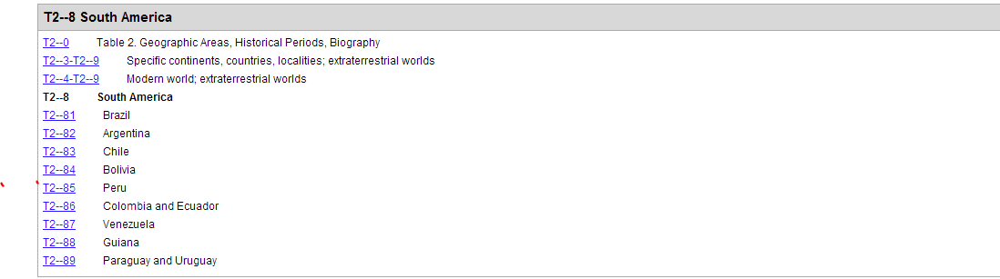 T2--8 South America
T2--0 Table 2. Geographic Areas, Historical Periods, Biography
T2--3-T2--9 Specific continents, countries, localities; extraterrestrial worlds
T2--4-T2--9 Modern world; extraterrestrial worlds
T2--8 South America
T2--81 Brazil
T2--82 Argentina
T2--83 Chile
T2--84 Bolivia
T2--85 Peru
T2--86 Colombia and Ecuador
T2--87 Venezuela
T2--88 Guiana
T2--89 Paraguay and Uruguay